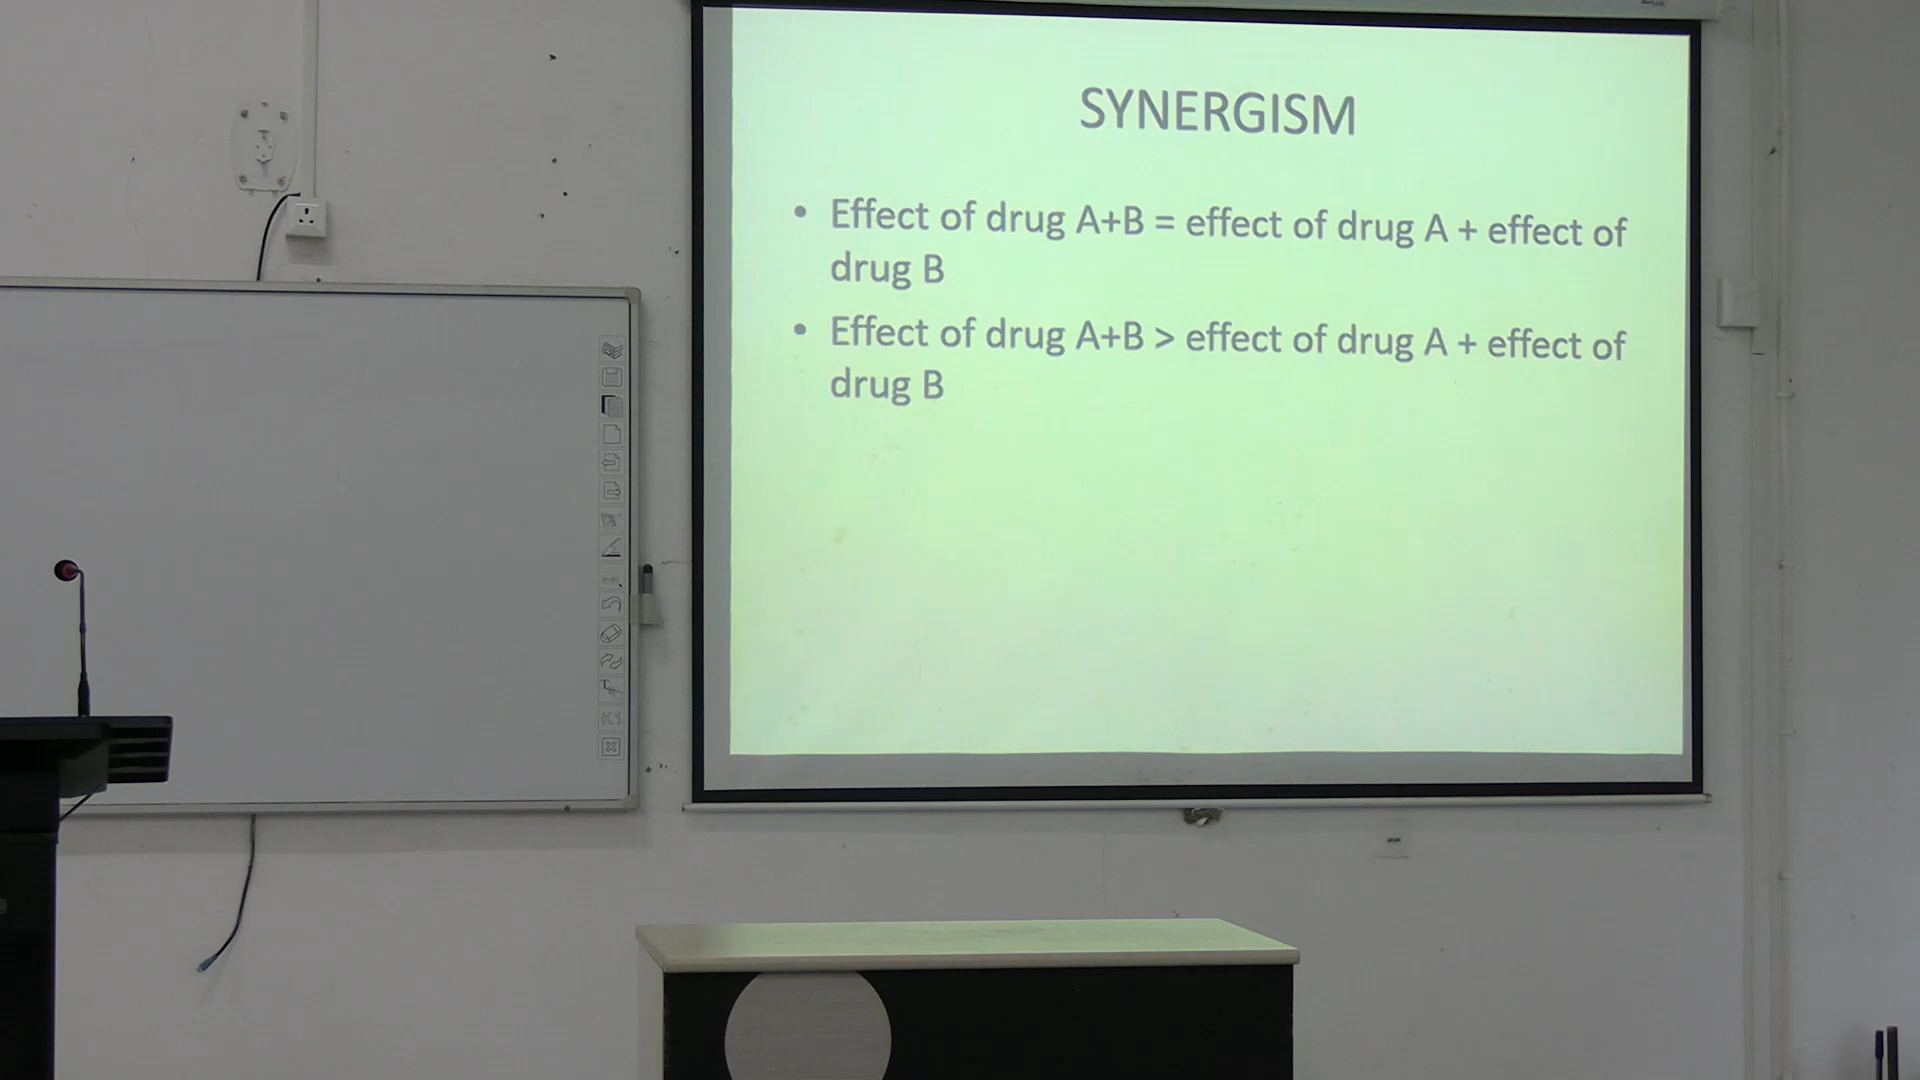 SYNERGISM
• Effect of drug A+B = effect of drug A + effect of
drug B
• Effect of drug A+B > effect of drug A + effect of
drug B
K1